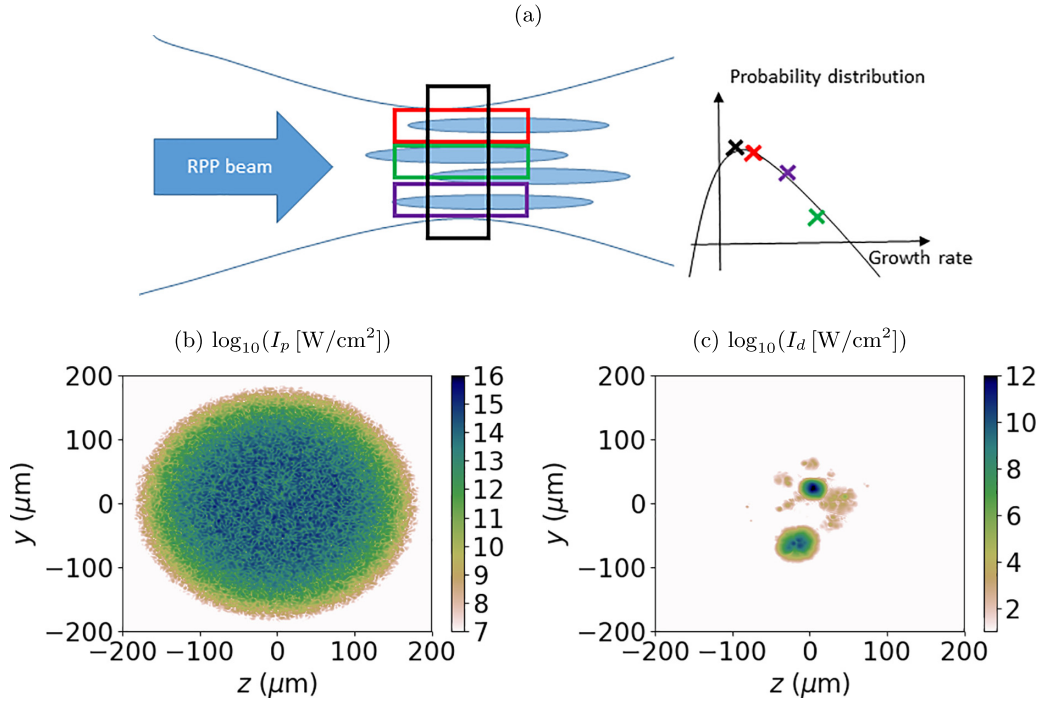 (a)
Probability distribution
RPP beam
Growth rate
(b) log₁₀(Iₚ [W/cm²])
(c) log₁₀(I_d [W/cm²])
200
100
0
−100
−200
y (μm)
−200 −100 0 100 200
z (μm)
16
15
14
13
12
11
10
9
8
7
200
100
0
−100
−200
y (μm)
−200 −100 0 100 200
z (μm)
12
10
8
6
4
2